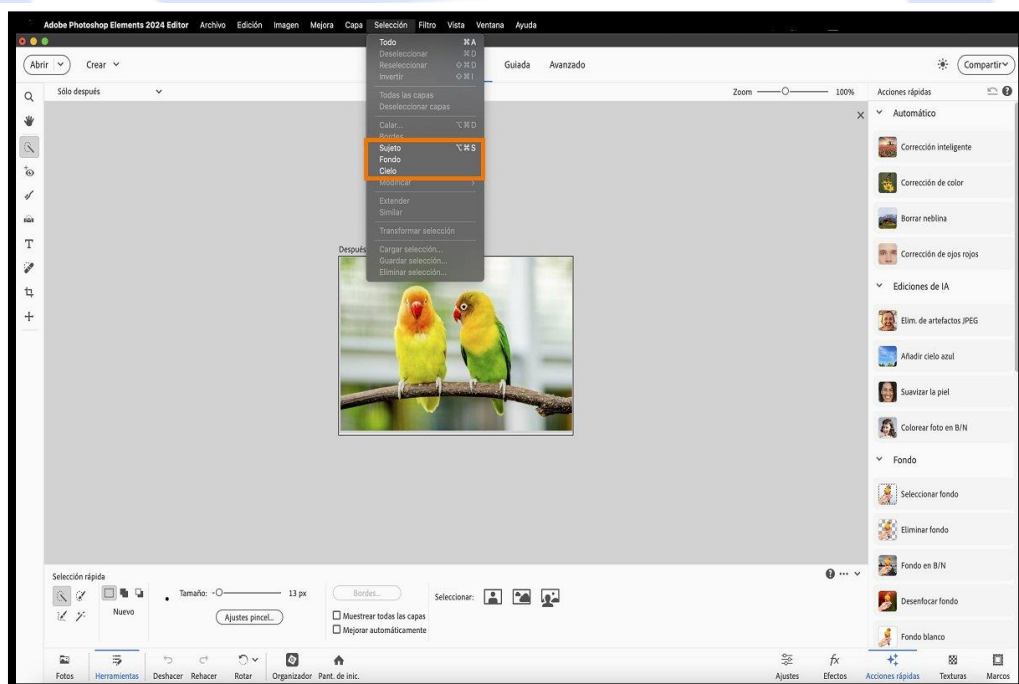 Adobe Photoshop Elements 2024 Editor Archivo Edición Imagen Mejora Capa Selección Filtro Vista Ventana Ayuda
Abrir Crear Guiada Avanzado Compartir
Todo ⌘A
Deseleccionar ⌘D
Reseleccionar ⇧⌘D
Invertir ⇧⌘I
Todas las capas
Deseleccionar capas
Calar... ⌥⌘D
Bordes
Sujeto ⌥⌘S
Fondo
Cielo
Modificar
Extender
Similar
Transformar selección
Cargar selección...
Guardar selección...
Eliminar selección...
Sólo después
Zoom 100%
Después
Acciones rápidas
Automático
Corrección inteligente
Corrección de color
Borrar neblina
Corrección de ojos rojos
Ediciones de IA
Elim. de artefactos JPEG
Añadir cielo azul
Suavizar la piel
Colorear foto en B/N
Fondo
Seleccionar fondo
Eliminar fondo
Fondo en B/N
Desenfocar fondo
Fondo blanco
Selección rápida
Nuevo
Tamaño: 13 px
Ajustes pincel...
Bordes...
Muestrear todas las capas
Mejorar automáticamente
Seleccionar:
Fotos Herramientas Deshacer Rehacer Rotar Organizador Pant. de inic. Ajustes Efectos Acciones rápidas Texturas Marcos